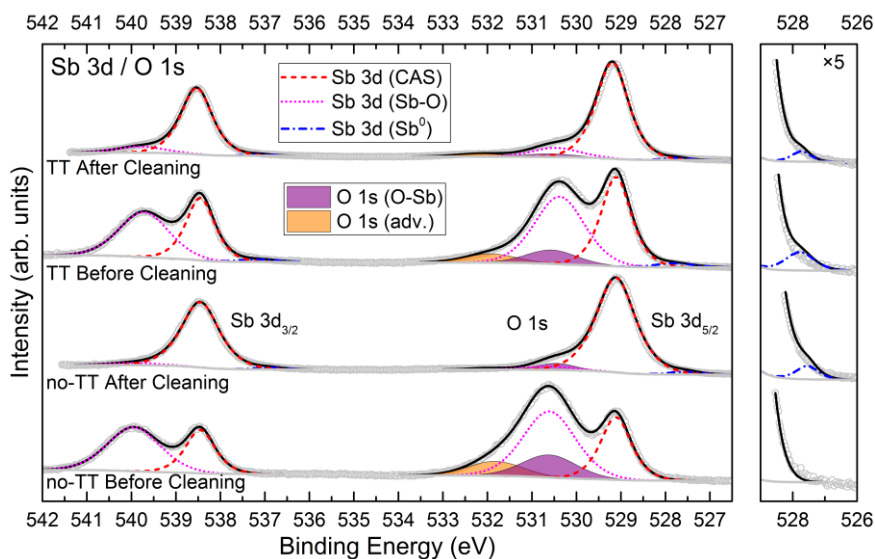 542 541 540 539 538 537 536 535 534 533 532 531 530 529 528 527
528 526
Sb 3d / O 1s
Sb 3d (CAS)
Sb 3d (Sb-O)
Sb 3d (Sb⁰)
×5
TT After Cleaning
O 1s (O-Sb)
O 1s (adv.)
TT Before Cleaning
Sb 3d₃/₂
O 1s
Sb 3d₅/₂
no-TT After Cleaning
no-TT Before Cleaning
Intensity (arb. units)
542 541 540 539 538 537 536 535 534 533 532 531 530 529 528 527
528 526
Binding Energy (eV)